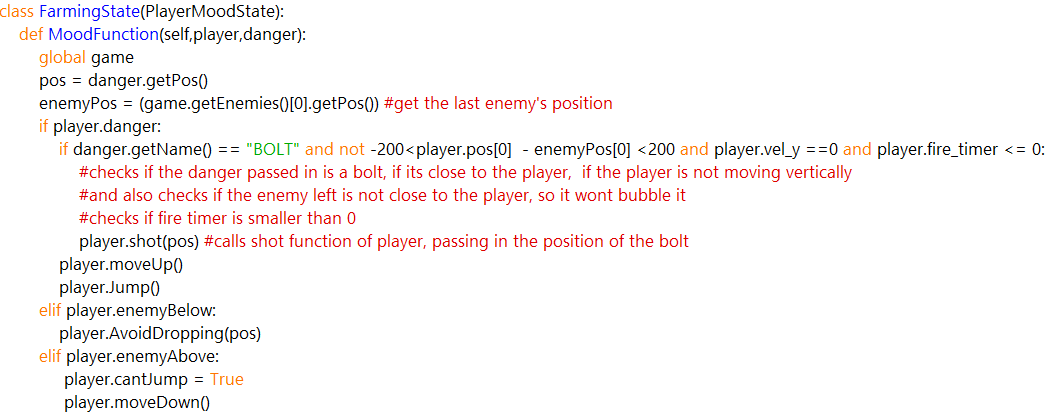 class FarmingState(PlayerMoodState):
    def MoodFunction(self,player,danger):
        global game
        pos = danger.getPos()
        enemyPos = (game.getEnemies()[0].getPos()) #get the last enemy's position
        if player.danger:
            if danger.getName() == "BOLT" and not -200<player.pos[0]  - enemyPos[0] <200 and player.vel_y ==0 and player.fire_timer <= 0:
                #checks if the danger passed in is a bolt, if its close to the player,  if the player is not moving vertically
                #and also checks if the enemy left is not close to the player, so it wont bubble it
                #checks if fire timer is smaller than 0
                player.shot(pos) #calls shot function of player, passing in the position of the bolt
            player.moveUp()
            player.Jump()
        elif player.enemyBelow:
            player.AvoidDropping(pos)
        elif player.enemyAbove:
             player.cantJump = True
             player.moveDown()